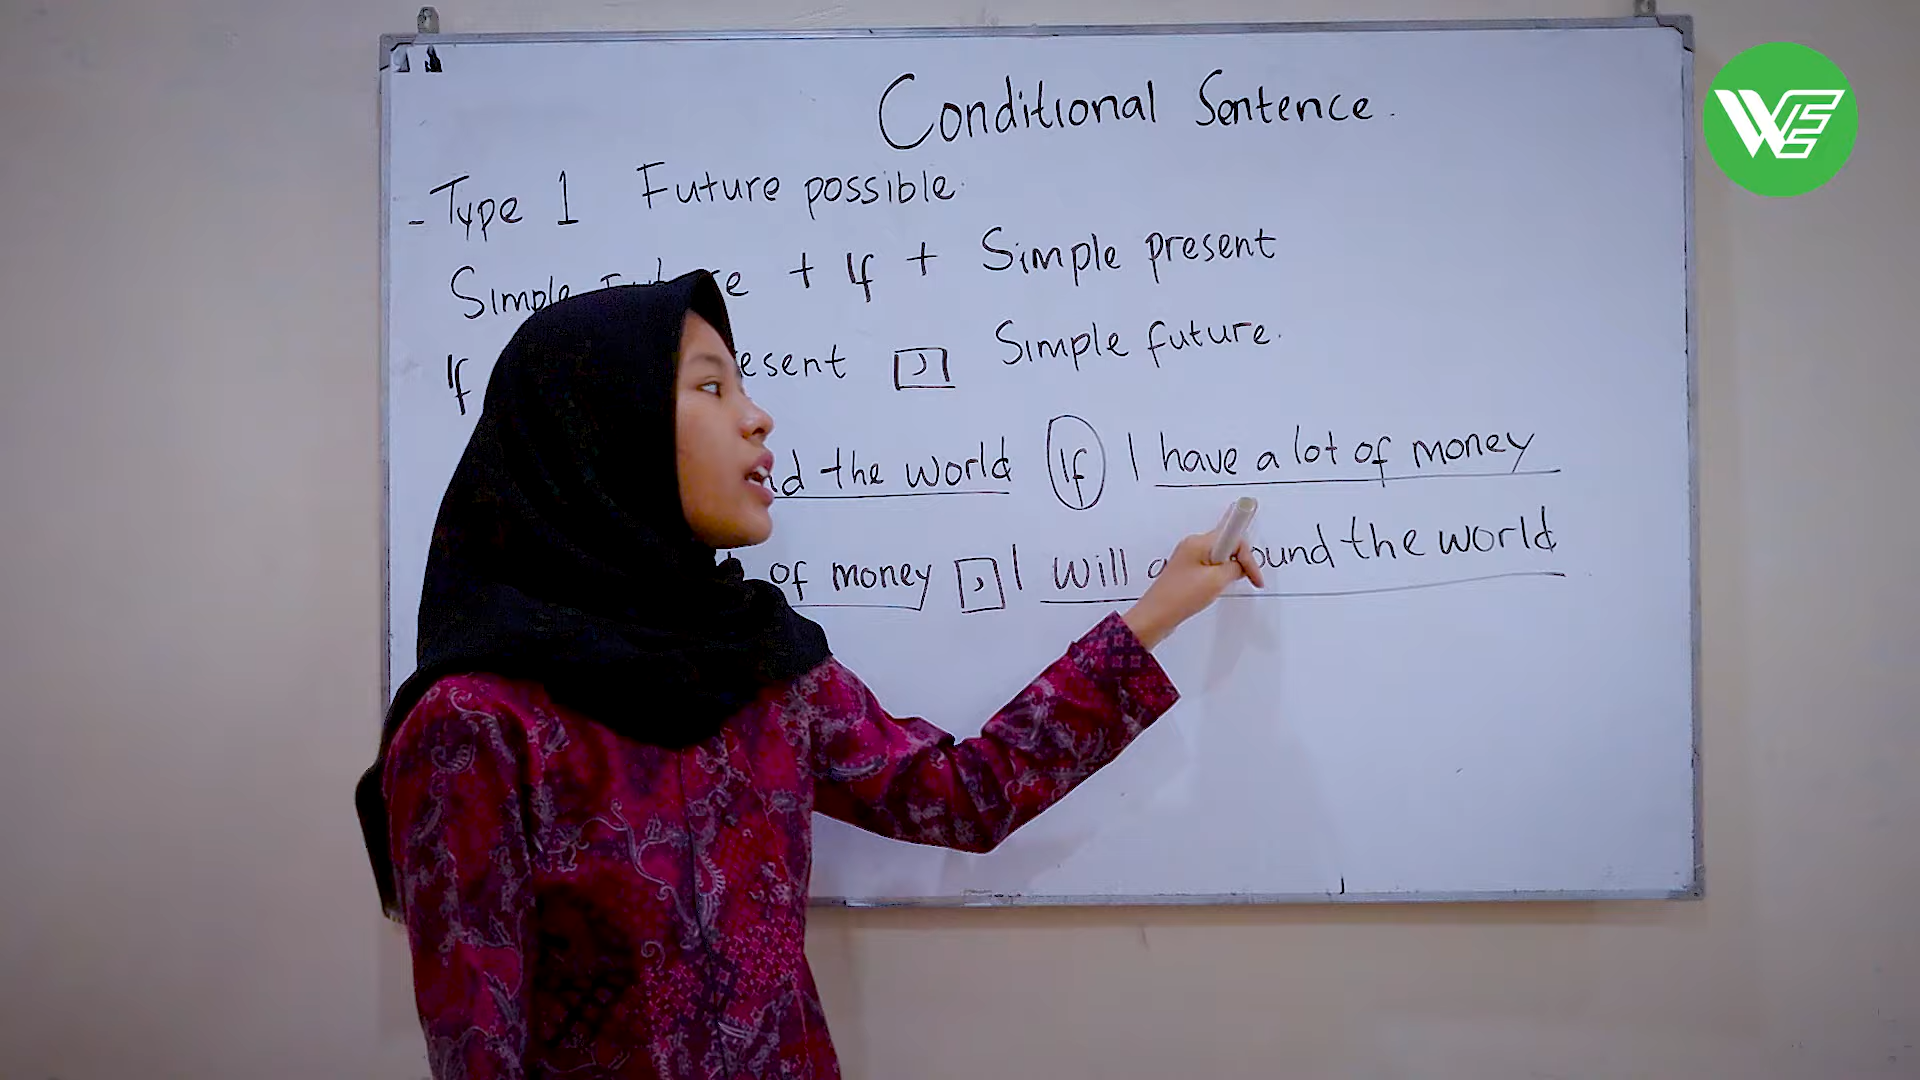 Conditional Sentence.
- Type 1 Future possible.
Simple + If + Simple present
If , Simple future.
the world If I have a lot of money
of money , I will the world
WEC